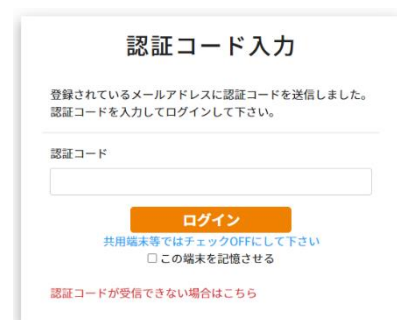 認証コード入力
登録されているメールアドレスに認証コードを送信しました。
認証コードを入力してログインして下さい。
認証コード
ログイン
共用端末等ではチェックOFFにして下さい
この端末を記憶させる
認証コードが受信できない場合はこちら